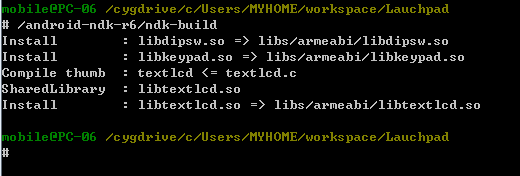 mobile@PC-06 /cygdrive/c/Users/MYHOME/workspace/Lauchpad
# /android-ndk-r6/ndk-build
Install        : libdipsw.so => libs/armeabi/libdipsw.so
Install        : libkeypad.so => libs/armeabi/libkeypad.so
Compile thumb  : textlcd <= textlcd.c
SharedLibrary  : libtextlcd.so
Install        : libtextlcd.so => libs/armeabi/libtextlcd.so
mobile@PC-06 /cygdrive/c/Users/MYHOME/workspace/Lauchpad
#